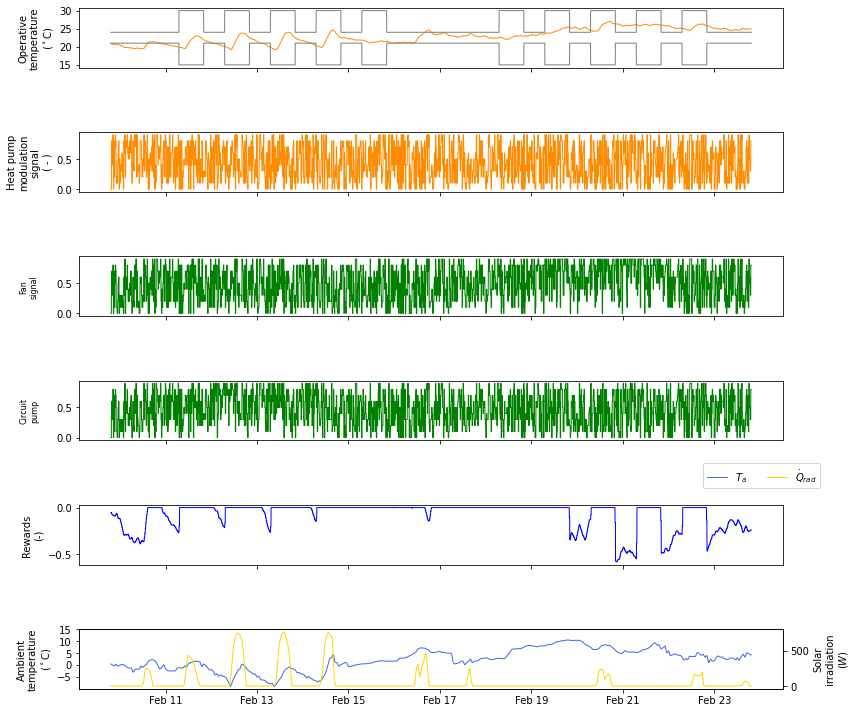 Operative
temperature
(°C)
30
25
20
15
Heat pump
modulation
signal
( - )
0.5
0.0
Fan
signal
0.5
0.0
Circuit
pump
0.5
0.0
T_a
Q̇_rad
Rewards
(-)
0.0
−0.5
Ambient
temperature
(°C)
15
10
5
0
−5
500
0
Solar
irradiation
(W)
Feb 11 Feb 13 Feb 15 Feb 17 Feb 19 Feb 21 Feb 23